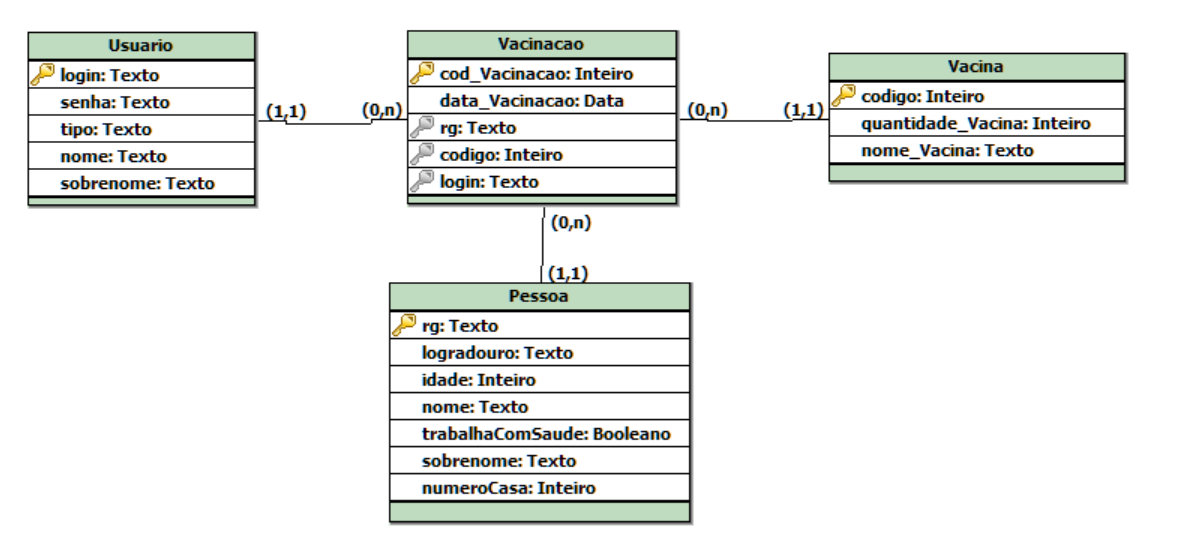 Usuario
login: Texto
senha: Texto
tipo: Texto
nome: Texto
sobrenome: Texto
(1,1)
(0,n)
Vacinacao
cod_Vacinacao: Inteiro
data_Vacinacao: Data
rg: Texto
codigo: Inteiro
login: Texto
(0,n)
(1,1)
Vacina
codigo: Inteiro
quantidade_Vacina: Inteiro
nome_Vacina: Texto
(0,n)
(1,1)
Pessoa
rg: Texto
logradouro: Texto
idade: Inteiro
nome: Texto
trabalhaComSaude: Booleano
sobrenome: Texto
numeroCasa: Inteiro